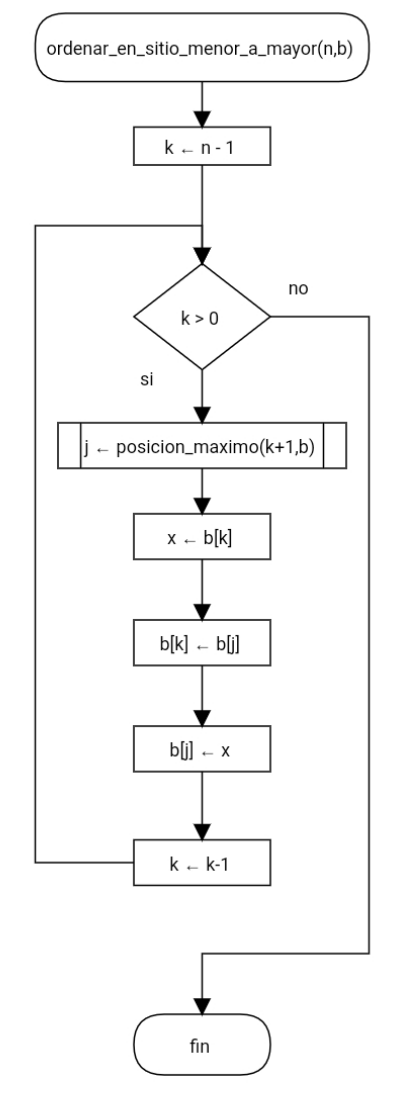 ordenar_en_sitio_menor_a_mayor(n,b)
k ← n - 1
k > 0
no
si
j ← posicion_maximo(k+1,b)
x ← b[k]
b[k] ← b[j]
b[j] ← x
k ← k-1
fin